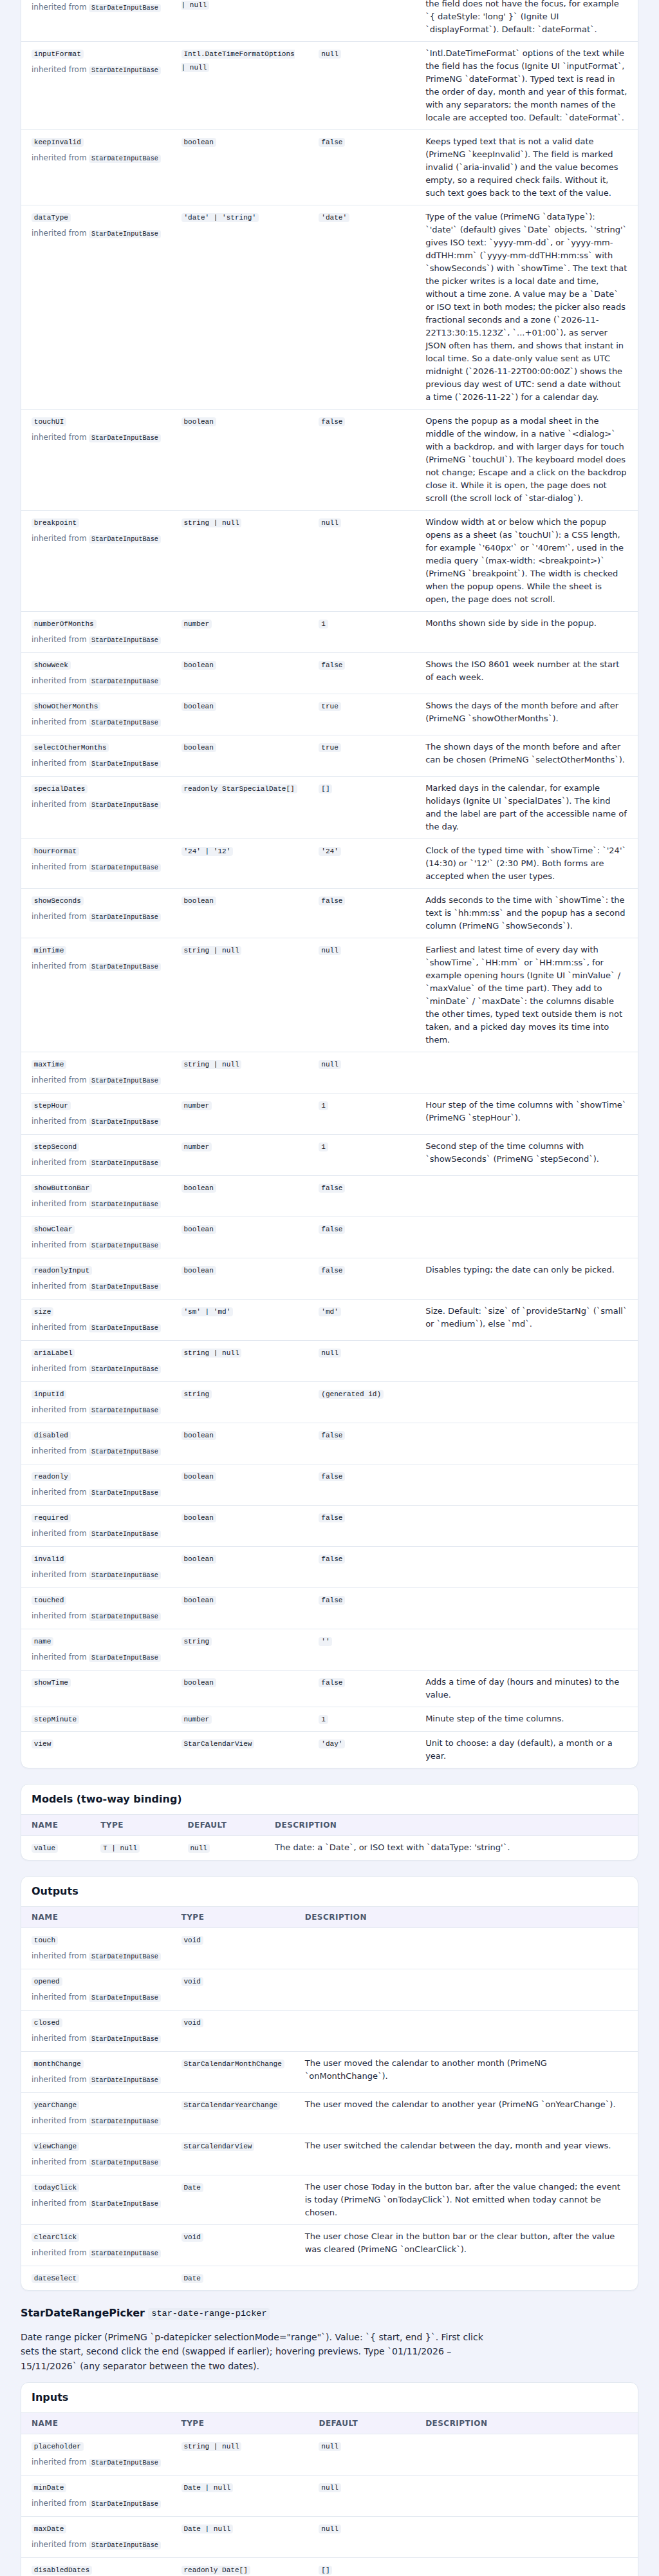 inherited from StarDateInputBase
| null
the field does not have the focus, for example
`{ dateStyle: 'long' }` (Ignite UI
`displayFormat`). Default: `dateFormat`.
inputFormat
inherited from StarDateInputBase
Intl.DateTimeFormatOptions
| null
null
`Intl.DateTimeFormat` options of the text while
the field has the focus (Ignite UI `inputFormat`,
PrimeNG `dateFormat`). Typed text is read in
the order of day, month and year of this format,
with any separators; the month names of the
locale are accepted too. Default: `dateFormat`.
keepInvalid
inherited from StarDateInputBase
boolean
false
Keeps typed text that is not a valid date
(PrimeNG `keepInvalid`). The field is marked
invalid (`aria-invalid`) and the value becomes
empty, so a required check fails. Without it,
such text goes back to the text of the value.
dataType
inherited from StarDateInputBase
'date' | 'string'
'date'
Type of the value (PrimeNG `dataType`):
`'date'` (default) gives `Date` objects, `'string'`
gives ISO text: `yyyy-mm-dd`, or `yyyy-mm-
ddTHH:mm` (`yyyy-mm-ddTHH:mm:ss` with
`showSeconds`) with `showTime`. The text that
the picker writes is a local date and time,
without a time zone. A value may be a `Date`
or ISO text in both modes; the picker also reads
fractional seconds and a zone (`2026-11-
22T13:30:15.123Z`, `...+01:00`), as server
JSON often has them, and shows that instant in
local time. So a date-only value sent as UTC
midnight (`2026-11-22T00:00:00Z`) shows the
previous day west of UTC: send a date without
a time (`2026-11-22`) for a calendar day.
touchUI
inherited from StarDateInputBase
boolean
false
Opens the popup as a modal sheet in the
middle of the window, in a native `<dialog>`
with a backdrop, and with larger days for touch
(PrimeNG `touchUI`). The keyboard model does
not change; Escape and a click on the backdrop
close it. While it is open, the page does not
scroll (the scroll lock of `star-dialog`).
breakpoint
inherited from StarDateInputBase
string | null
null
Window width at or below which the popup
opens as a sheet (as `touchUI`): a CSS length,
for example `'640px'` or `'40rem'`, used in the
media query `(max-width: <breakpoint>)`
(PrimeNG `breakpoint`). The width is checked
when the popup opens. While the sheet is
open, the page does not scroll.
numberOfMonths
inherited from StarDateInputBase
number
1
Months shown side by side in the popup.
showWeek
inherited from StarDateInputBase
boolean
false
Shows the ISO 8601 week number at the start
of each week.
showOtherMonths
inherited from StarDateInputBase
boolean
true
Shows the days of the month before and after
(PrimeNG `showOtherMonths`).
selectOtherMonths
inherited from StarDateInputBase
boolean
true
The shown days of the month before and after
can be chosen (PrimeNG `selectOtherMonths`).
specialDates
inherited from StarDateInputBase
readonly StarSpecialDate[]
[]
Marked days in the calendar, for example
holidays (Ignite UI `specialDates`). The kind
and the label are part of the accessible name of
the day.
hourFormat
inherited from StarDateInputBase
'24' | '12'
'24'
Clock of the typed time with `showTime`: `'24'`
(14:30) or `'12'` (2:30 PM). Both forms are
accepted when the user types.
showSeconds
inherited from StarDateInputBase
boolean
false
Adds seconds to the time with `showTime`: the
text is `hh:mm:ss` and the popup has a second
column (PrimeNG `showSeconds`).
minTime
inherited from StarDateInputBase
string | null
null
Earliest and latest time of every day with
`showTime`, `HH:mm` or `HH:mm:ss`, for
example opening hours (Ignite UI `minValue` /
`maxValue` of the time part). They add to
`minDate` / `maxDate`: the columns disable
the other times, typed text outside them is not
taken, and a picked day moves its time into
them.
maxTime
inherited from StarDateInputBase
string | null
null
stepHour
inherited from StarDateInputBase
number
1
Hour step of the time columns with `showTime`
(PrimeNG `stepHour`).
stepSecond
inherited from StarDateInputBase
number
1
Second step of the time columns with
`showSeconds` (PrimeNG `stepSecond`).
showButtonBar
inherited from StarDateInputBase
boolean
false
showClear
inherited from StarDateInputBase
boolean
false
readonlyInput
inherited from StarDateInputBase
boolean
false
Disables typing; the date can only be picked.
size
inherited from StarDateInputBase
'sm' | 'md'
'md'
Size. Default: `size` of `provideStarNg` (`small`
or `medium`), else `md`.
ariaLabel
inherited from StarDateInputBase
string | null
null
inputId
inherited from StarDateInputBase
string
(generated id)
disabled
inherited from StarDateInputBase
boolean
false
readonly
inherited from StarDateInputBase
boolean
false
required
inherited from StarDateInputBase
boolean
false
invalid
inherited from StarDateInputBase
boolean
false
touched
inherited from StarDateInputBase
boolean
false
name
inherited from StarDateInputBase
string
''
showTime
boolean
false
Adds a time of day (hours and minutes) to the
value.
stepMinute
number
1
Minute step of the time columns.
view
StarCalendarView
'day'
Unit to choose: a day (default), a month or a
year.
Models (two-way binding)
NAME TYPE DEFAULT DESCRIPTION
value T | null null The date: a `Date`, or ISO text with `dataType: 'string'`.
Outputs
NAME TYPE DESCRIPTION
touch
inherited from StarDateInputBase
void
opened
inherited from StarDateInputBase
void
closed
inherited from StarDateInputBase
void
monthChange
inherited from StarDateInputBase
StarCalendarMonthChange
The user moved the calendar to another month (PrimeNG
`onMonthChange`).
yearChange
inherited from StarDateInputBase
StarCalendarYearChange
The user moved the calendar to another year (PrimeNG `onYearChange`).
viewChange
inherited from StarDateInputBase
StarCalendarView
The user switched the calendar between the day, month and year views.
todayClick
inherited from StarDateInputBase
Date
The user chose Today in the button bar, after the value changed; the event
is today (PrimeNG `onTodayClick`). Not emitted when today cannot be
chosen.
clearClick
inherited from StarDateInputBase
void
The user chose Clear in the button bar or the clear button, after the value
was cleared (PrimeNG `onClearClick`).
dateSelect
Date
StarDateRangePicker star-date-range-picker
Date range picker (PrimeNG `p-datepicker selectionMode="range"`). Value: `{ start, end }`. First click
sets the start, second click the end (swapped if earlier); hovering previews. Type `01/11/2026 –
15/11/2026` (any separator between the two dates).
Inputs
NAME TYPE DEFAULT DESCRIPTION
placeholder
inherited from StarDateInputBase
string | null
null
minDate
inherited from StarDateInputBase
Date | null
null
maxDate
inherited from StarDateInputBase
Date | null
null
disabledDates
readonly Date[]
[]